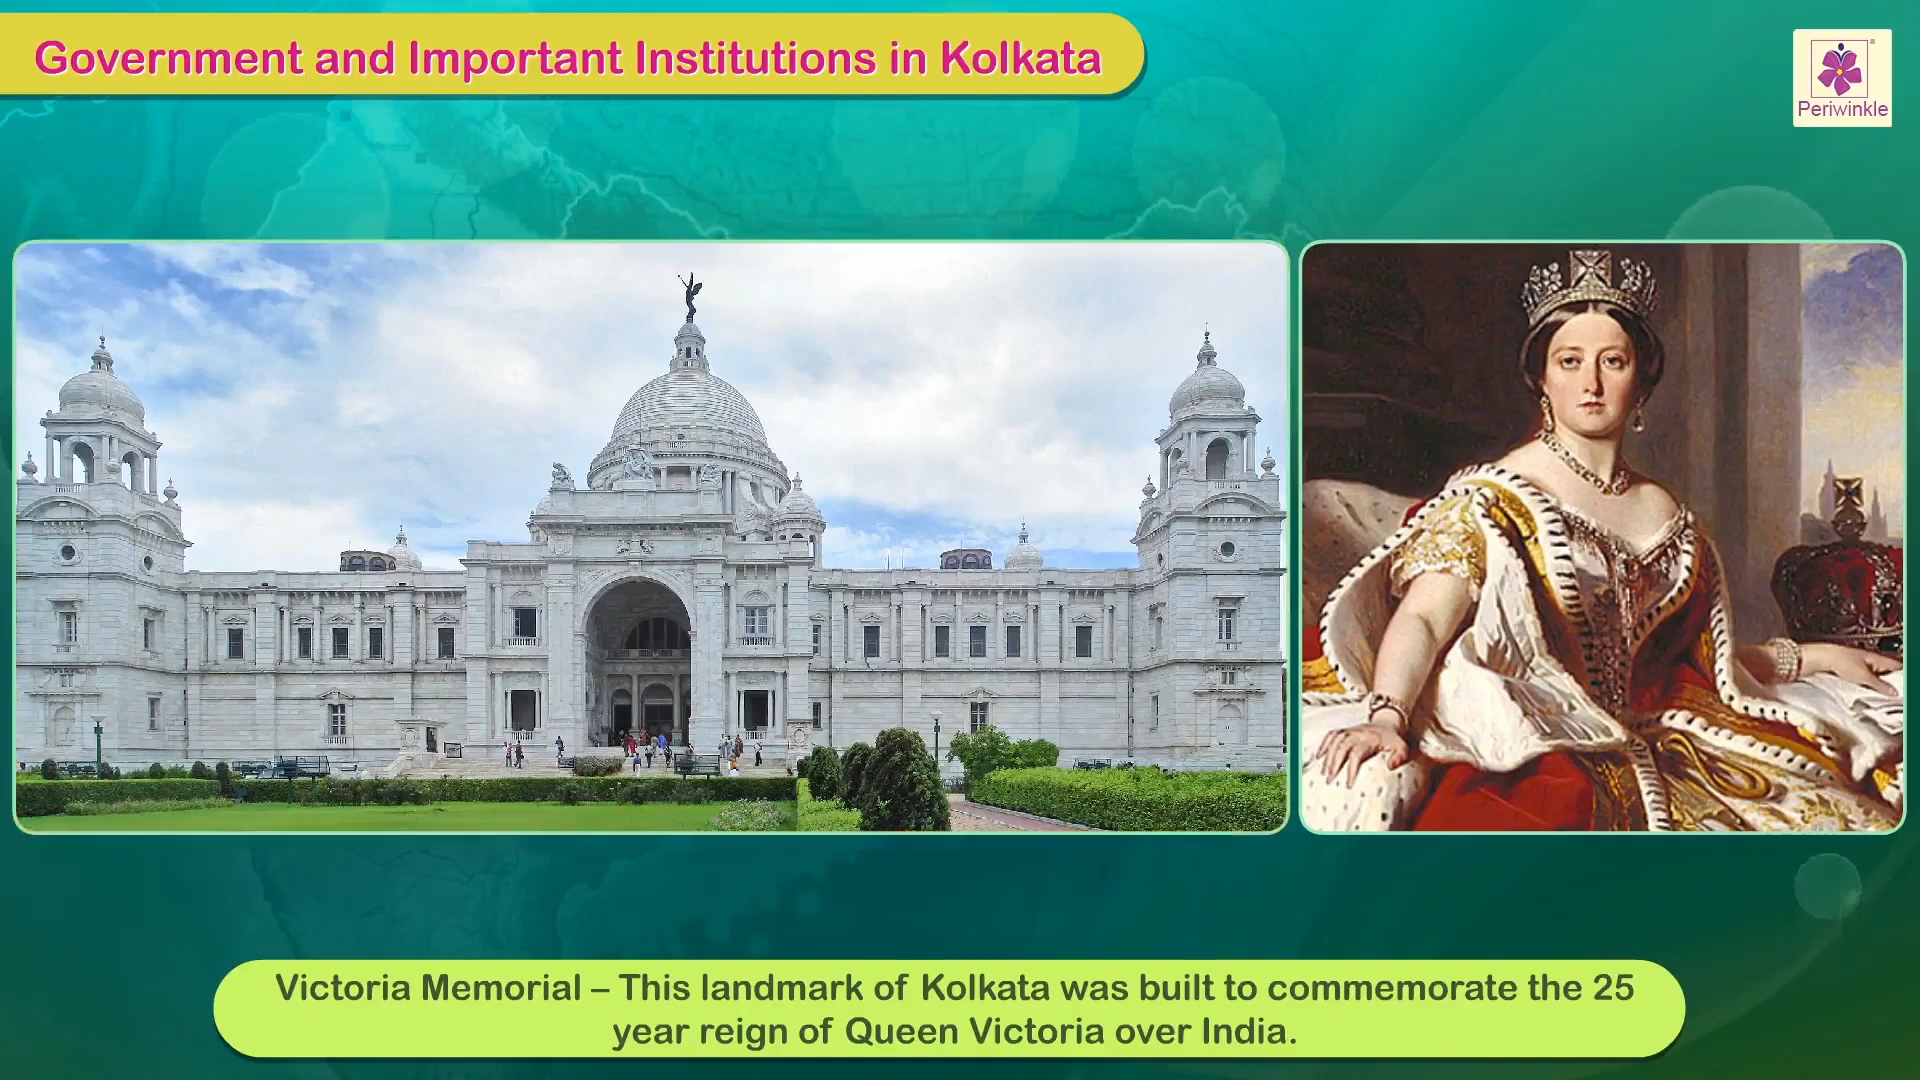 Government and Important Institutions in Kolkata
Periwinkle
Victoria Memorial – This landmark of Kolkata was built to commemorate the 25
year reign of Queen Victoria over India.